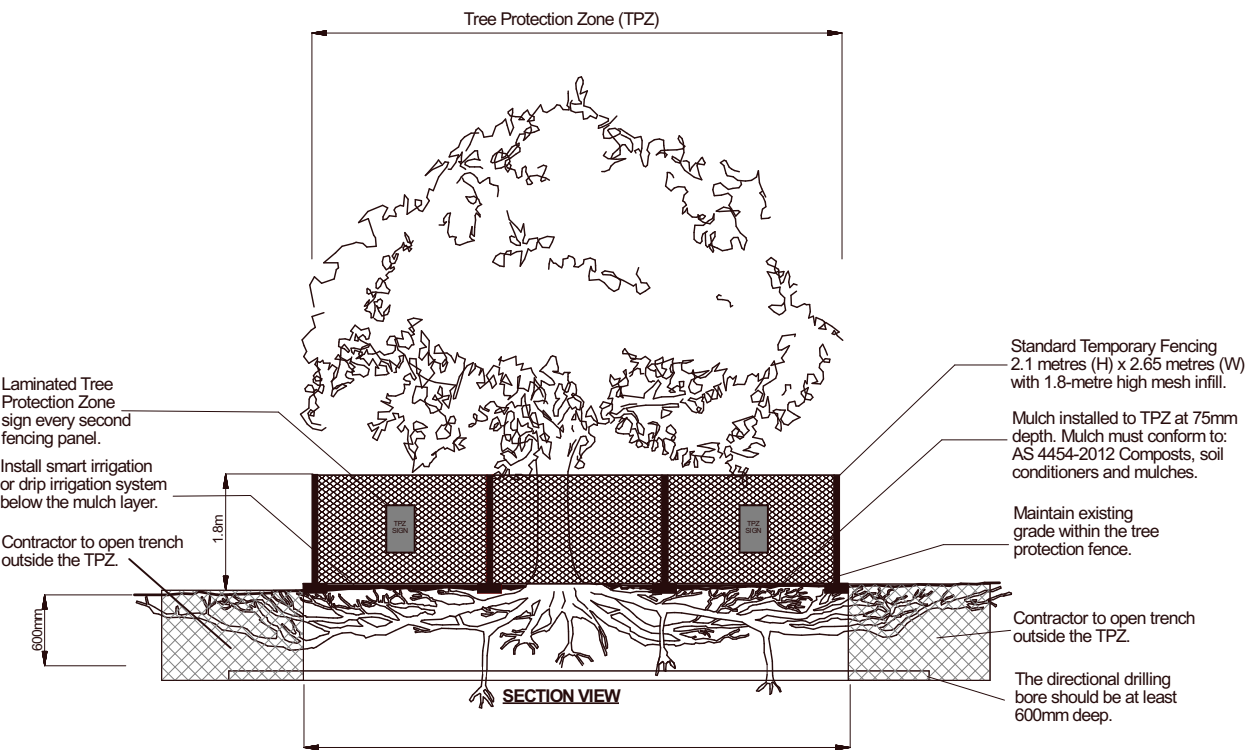 Tree Protection Zone (TPZ)
Laminated Tree
Protection Zone
sign every second
fencing panel.
Install smart irrigation
or drip irrigation system
below the mulch layer.
Contractor to open trench
outside the TPZ.
1.8m
600mm
TPZ
SIGN
TPZ
SIGN
Standard Temporary Fencing
2.1 metres (H) x 2.65 metres (W)
with 1.8-metre high mesh infill.
Mulch installed to TPZ at 75mm
depth. Mulch must conform to:
AS 4454-2012 Composts, soil
conditioners and mulches.
Maintain existing
grade within the tree
protection fence.
Contractor to open trench
outside the TPZ.
The directional drilling
bore should be at least
600mm deep.
SECTION VIEW